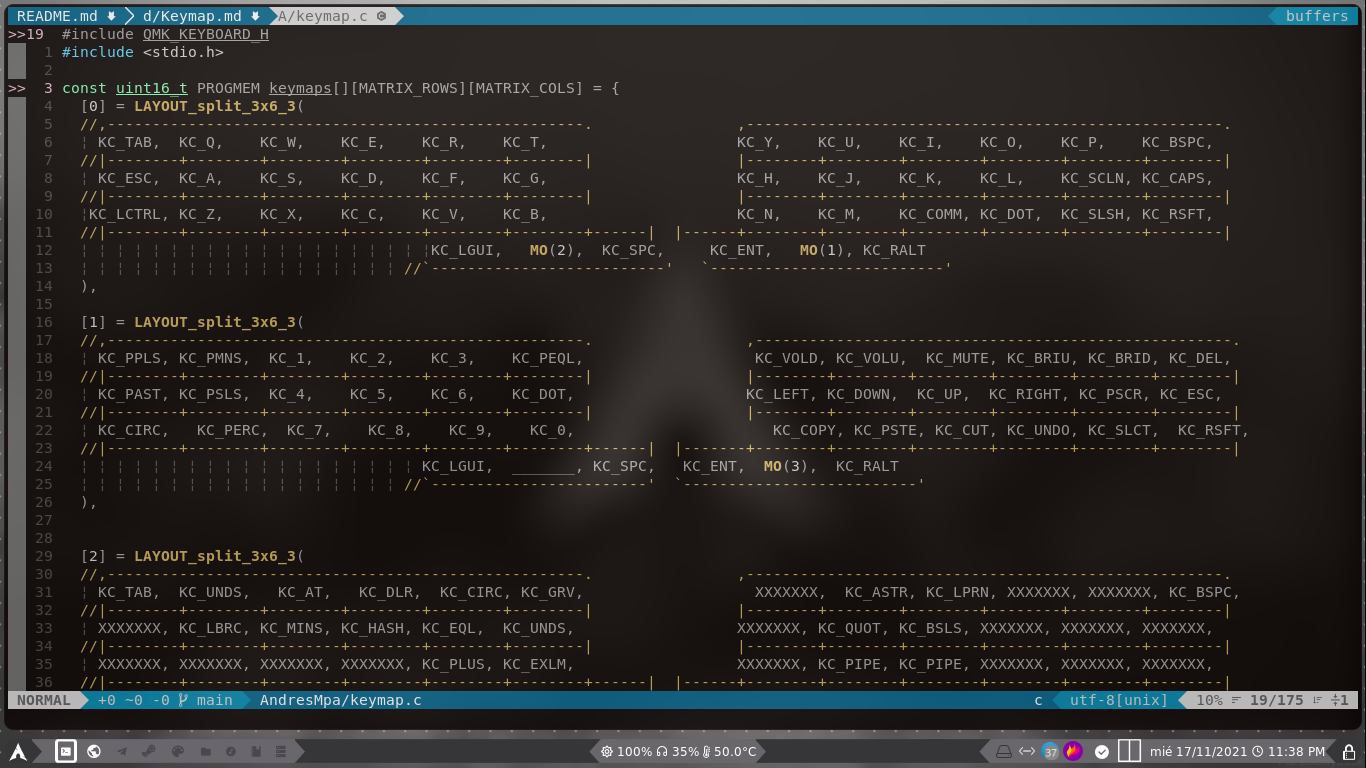 README.md d/Keymap.md A/keymap.c buffers
>>19 #include QMK_KEYBOARD_H
1 #include <stdio.h>
2
>> 3 const uint16_t PROGMEM keymaps[][MATRIX_ROWS][MATRIX_COLS] = {
4 [0] = LAYOUT_split_3x6_3(
5 //,-----------------------------------------------------. ,-----------------------------------------------------.
6 KC_TAB, KC_Q, KC_W, KC_E, KC_R, KC_T, KC_Y, KC_U, KC_I, KC_O, KC_P, KC_BSPC,
7 //|--------+--------+--------+--------+--------+--------| |--------+--------+--------+--------+--------+--------|
8 KC_ESC, KC_A, KC_S, KC_D, KC_F, KC_G, KC_H, KC_J, KC_K, KC_L, KC_SCLN, KC_CAPS,
9 //|--------+--------+--------+--------+--------+--------| |--------+--------+--------+--------+--------+--------|
10 KC_LCTRL, KC_Z, KC_X, KC_C, KC_V, KC_B, KC_N, KC_M, KC_COMM, KC_DOT, KC_SLSH, KC_RSFT,
11 //|--------+--------+--------+--------+--------+--------+------| |------+--------+--------+--------+--------+--------+--------|
12 KC_LGUI, MO(2), KC_SPC, KC_ENT, MO(1), KC_RALT
13 //`--------------------------' `--------------------------'
14 ),
15
16 [1] = LAYOUT_split_3x6_3(
17 //,-----------------------------------------------------. ,-----------------------------------------------------.
18 KC_PPLS, KC_PMNS, KC_1, KC_2, KC_3, KC_PEQL, KC_VOLD, KC_VOLU, KC_MUTE, KC_BRIU, KC_BRID, KC_DEL,
19 //|--------+--------+--------+--------+--------+--------| |--------+--------+--------+--------+--------+--------|
20 KC_PAST, KC_PSLS, KC_4, KC_5, KC_6, KC_DOT, KC_LEFT, KC_DOWN, KC_UP, KC_RIGHT, KC_PSCR, KC_ESC,
21 //|--------+--------+--------+--------+--------+--------| |--------+--------+--------+--------+--------+--------|
22 KC_CIRC, KC_PERC, KC_7, KC_8, KC_9, KC_0, KC_COPY, KC_PSTE, KC_CUT, KC_UNDO, KC_SLCT, KC_RSFT,
23 //|--------+--------+--------+--------+--------+--------+------| |-------+--------+--------+--------+--------+--------+--------|
24 KC_LGUI, _______, KC_SPC, KC_ENT, MO(3), KC_RALT
25 //`------------------------' `--------------------------'
26 ),
27
28
29 [2] = LAYOUT_split_3x6_3(
30 //,-----------------------------------------------------. ,-----------------------------------------------------.
31 KC_TAB, KC_UNDS, KC_AT, KC_DLR, KC_CIRC, KC_GRV, XXXXXXX, KC_ASTR, KC_LPRN, XXXXXXX, XXXXXXX, KC_BSPC,
32 //|--------+--------+--------+--------+--------+--------| |--------+--------+--------+--------+--------+--------|
33 XXXXXXX, KC_LBRC, KC_MINS, KC_HASH, KC_EQL, KC_UNDS, XXXXXXX, KC_QUOT, KC_BSLS, XXXXXXX, XXXXXXX, XXXXXXX,
34 //|--------+--------+--------+--------+--------+--------| |--------+--------+--------+--------+--------+--------|
35 XXXXXXX, XXXXXXX, XXXXXXX, XXXXXXX, KC_PLUS, KC_EXLM, XXXXXXX, KC_PIPE, KC_PIPE, XXXXXXX, XXXXXXX, XXXXXXX,
36 //|--------+--------+--------+--------+--------+--------+------| |------+--------+--------+--------+--------+--------+--------|
NORMAL +0 ~0 -0 main AndresMpa/keymap.c c utf-8[unix] 10% 19/175 1
100% 35% 50.0°C 37 mié 17/11/2021 11:38 PM